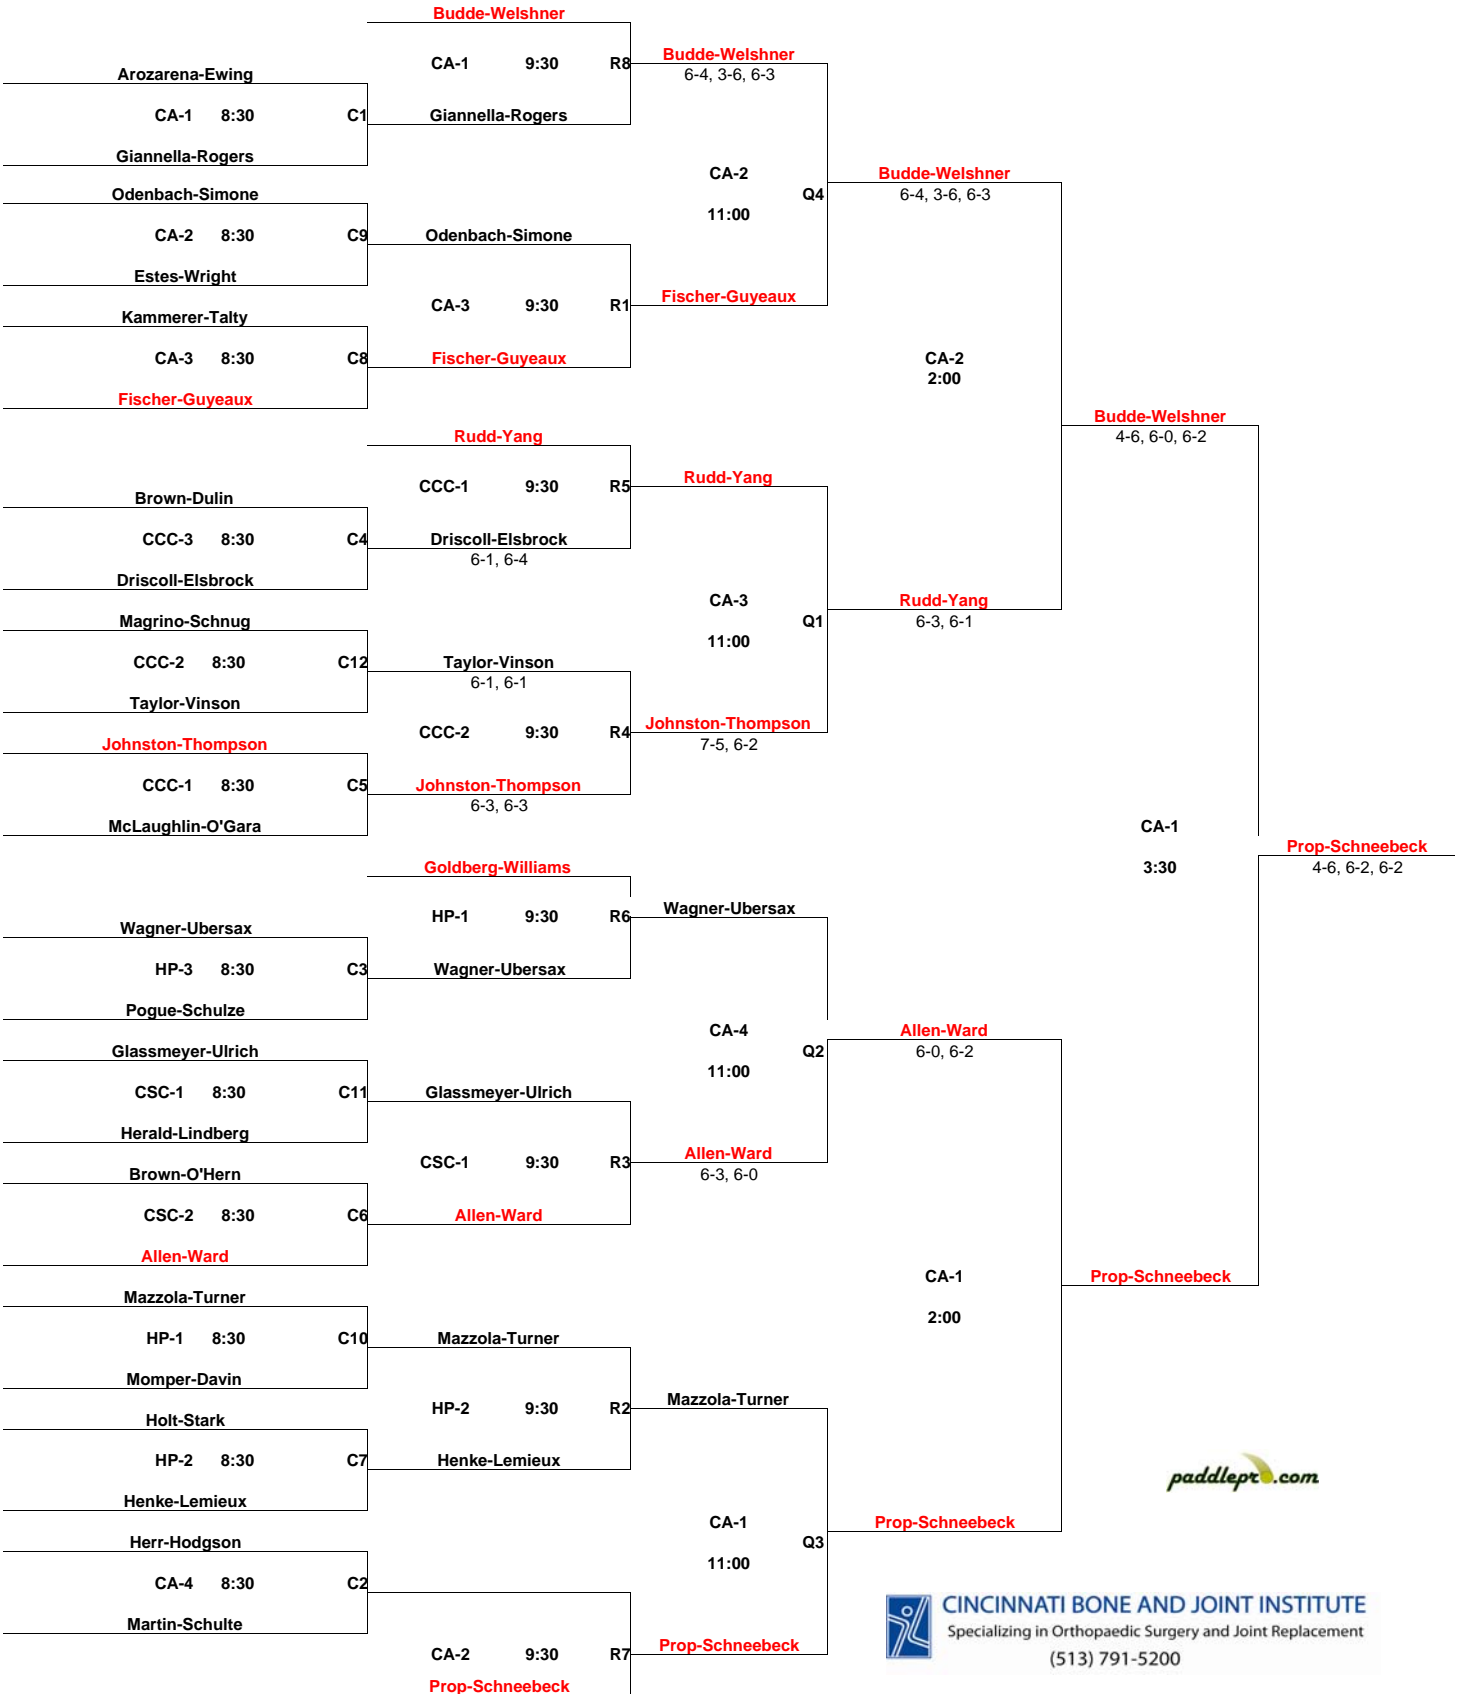 Budde-Welshner
CA-1 9:30 R8
Budde-Welshner
6-4, 3-6, 6-3
Arozarena-Ewing
CA-1 8:30 C1
Giannella-Rogers
Giannella-Rogers
CA-2
11:00
Q4
Budde-Welshner
6-4, 3-6, 6-3
Odenbach-Simone
CA-2 8:30 C9
Odenbach-Simone
Estes-Wright
CA-3 9:30 R1
Fischer-Guyeaux
Kammerer-Talty
CA-3 8:30 C8
Fischer-Guyeaux
Fischer-Guyeaux
CA-2
2:00
Budde-Welshner
4-6, 6-0, 6-2
Rudd-Yang
CCC-1 9:30 R5
Rudd-Yang
Brown-Dulin
CCC-3 8:30 C4
Driscoll-Elsbrock
6-1, 6-4
Driscoll-Elsbrock
CA-3
11:00
Q1
Rudd-Yang
6-3, 6-1
Magrino-Schnug
CCC-2 8:30 C12
Taylor-Vinson
6-1, 6-1
Taylor-Vinson
CCC-2 9:30 R4
Johnston-Thompson
7-5, 6-2
Johnston-Thompson
CCC-1 8:30 C5
Johnston-Thompson
6-3, 6-3
McLaughlin-O'Gara
CA-1
3:30
Prop-Schneebeck
4-6, 6-2, 6-2
Goldberg-Williams
HP-1 9:30 R6
Wagner-Ubersax
Wagner-Ubersax
HP-3 8:30 C3
Wagner-Ubersax
Pogue-Schulze
CA-4
11:00
Q2
Allen-Ward
6-0, 6-2
Glassmeyer-Ulrich
CSC-1 8:30 C11
Glassmeyer-Ulrich
Herald-Lindberg
CSC-1 9:30 R3
Allen-Ward
6-3, 6-0
Brown-O'Hern
CSC-2 8:30 C6
Allen-Ward
Allen-Ward
CA-1
2:00
Prop-Schneebeck
Mazzola-Turner
HP-1 8:30 C10
Mazzola-Turner
Momper-Davin
HP-2 9:30 R2
Mazzola-Turner
Holt-Stark
HP-2 8:30 C7
Henke-Lemieux
Henke-Lemieux
paddlepro.com
CA-1
11:00
Q3
Prop-Schneebeck
Herr-Hodgson
CA-4 8:30 C2
Martin-Schulte
CA-2 9:30 R7
Prop-Schneebeck
Prop-Schneebeck
CINCINNATI BONE AND JOINT INSTITUTE
Specializing in Orthopaedic Surgery and Joint Replacement
(513) 791-5200